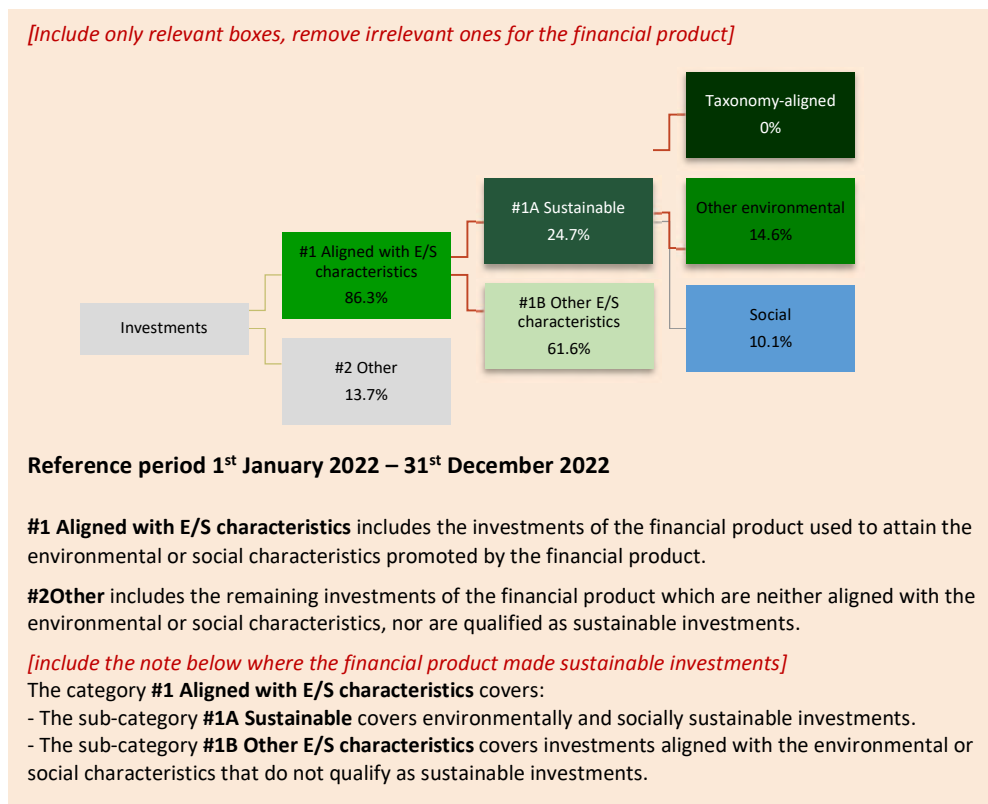 [Include only relevant boxes, remove irrelevant ones for the financial product]
Taxonomy-aligned
0%
#1A Sustainable
24.7%
Other environmental
14.6%
#1 Aligned with E/S
characteristics
86.3%
#1B Other E/S
characteristics
61.6%
Social
10.1%
Investments
#2 Other
13.7%
Reference period 1st January 2022 – 31st December 2022
#1 Aligned with E/S characteristics includes the investments of the financial product used to attain the
environmental or social characteristics promoted by the financial product.
#2Other includes the remaining investments of the financial product which are neither aligned with the
environmental or social characteristics, nor are qualified as sustainable investments.
[include the note below where the financial product made sustainable investments]
The category #1 Aligned with E/S characteristics covers:
- The sub-category #1A Sustainable covers environmentally and socially sustainable investments.
- The sub-category #1B Other E/S characteristics covers investments aligned with the environmental or
social characteristics that do not qualify as sustainable investments.